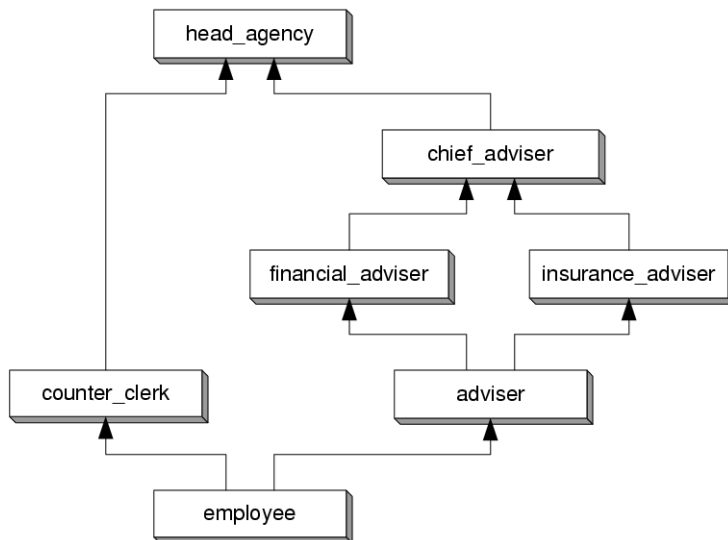 head_agency
chief_adviser
financial_adviser
insurance_adviser
counter_clerk
adviser
employee